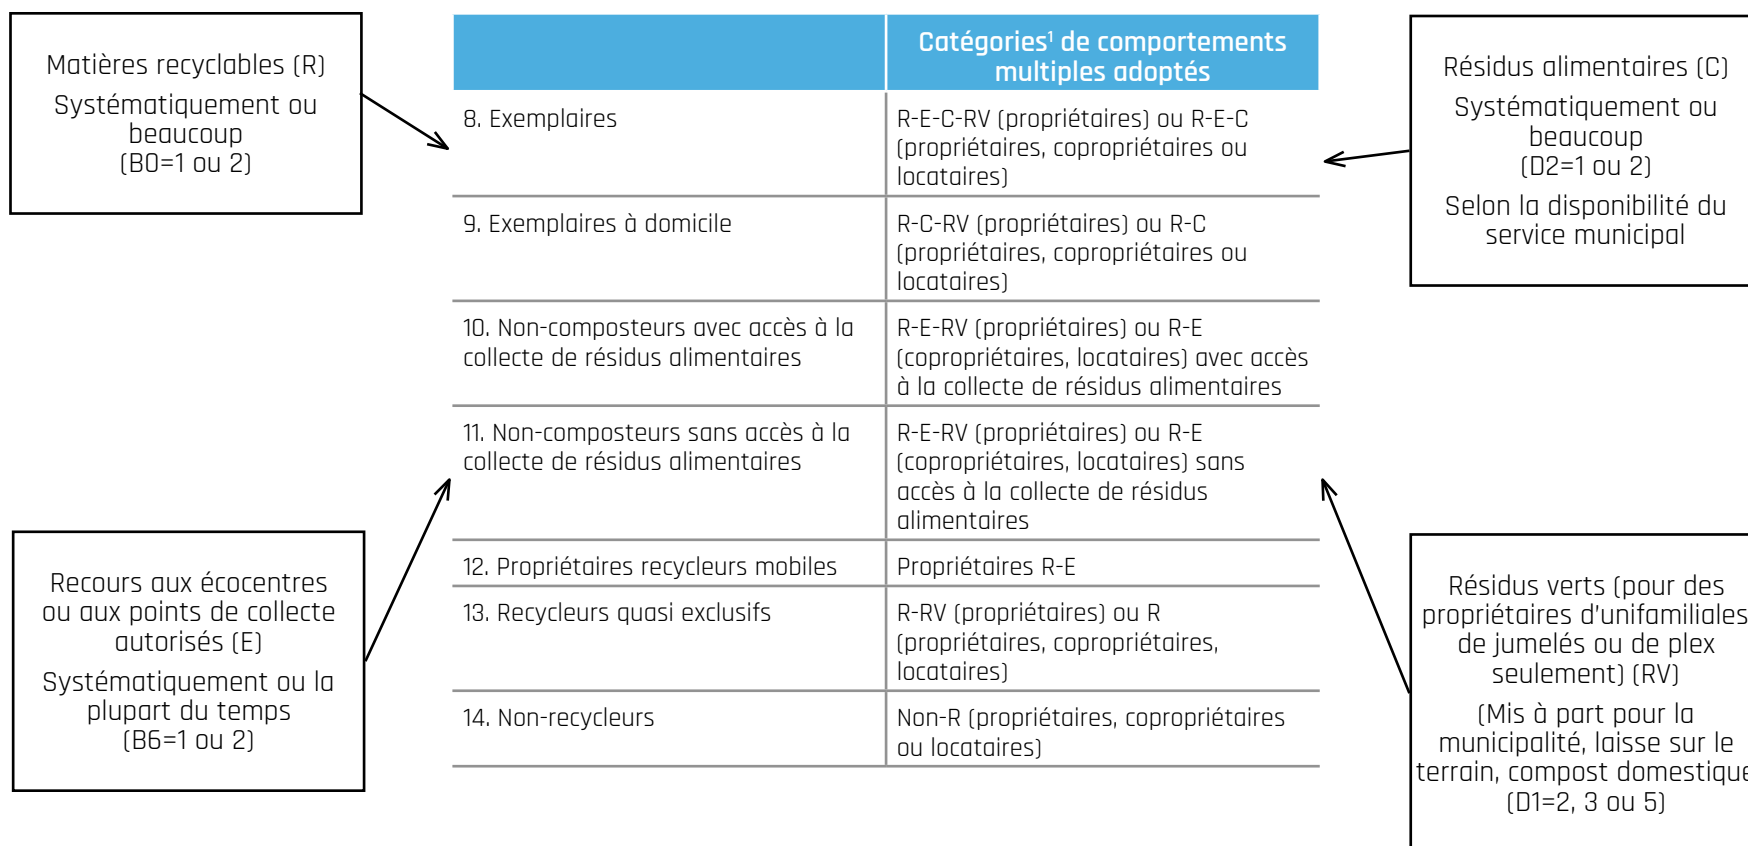 Matières recyclables (R)
Systématiquement ou
beaucoup
(B0=1 ou 2)
Recours aux écocentres
ou aux points de collecte
autorisés (E)
Systématiquement ou la
plupart du temps
(B6=1 ou 2)
Catégories¹ de comportements
multiples adoptés
8. Exemplaires
R-E-C-RV (propriétaires) ou R-E-C
(propriétaires, copropriétaires ou
locataires)
9. Exemplaires à domicile
R-C-RV (propriétaires) ou R-C
(propriétaires, copropriétaires ou
locataires)
10. Non-composteurs avec accès à la
collecte de résidus alimentaires
R-E-RV (propriétaires) ou R-E
(copropriétaires, locataires) avec accès
à la collecte de résidus alimentaires
11. Non-composteurs sans accès à la
collecte de résidus alimentaires
R-E-RV (propriétaires) ou R-E
(copropriétaires, locataires) sans
accès à la collecte de résidus
alimentaires
12. Propriétaires recycleurs mobiles
Propriétaires R-E
13. Recycleurs quasi exclusifs
R-RV (propriétaires) ou R
(propriétaires, copropriétaires,
locataires)
14. Non-recycleurs
Non-R (propriétaires, copropriétaires
ou locataires)
Résidus alimentaires (C)
Systématiquement ou
beaucoup
(D2=1 ou 2)
Selon la disponibilité du
service municipal
Résidus verts (pour des
propriétaires d'unifamiliales
de jumelés ou de plex
seulement) (RV)
(Mis à part pour la
municipalité, laisse sur le
terrain, compost domestique
(D1=2, 3 ou 5)